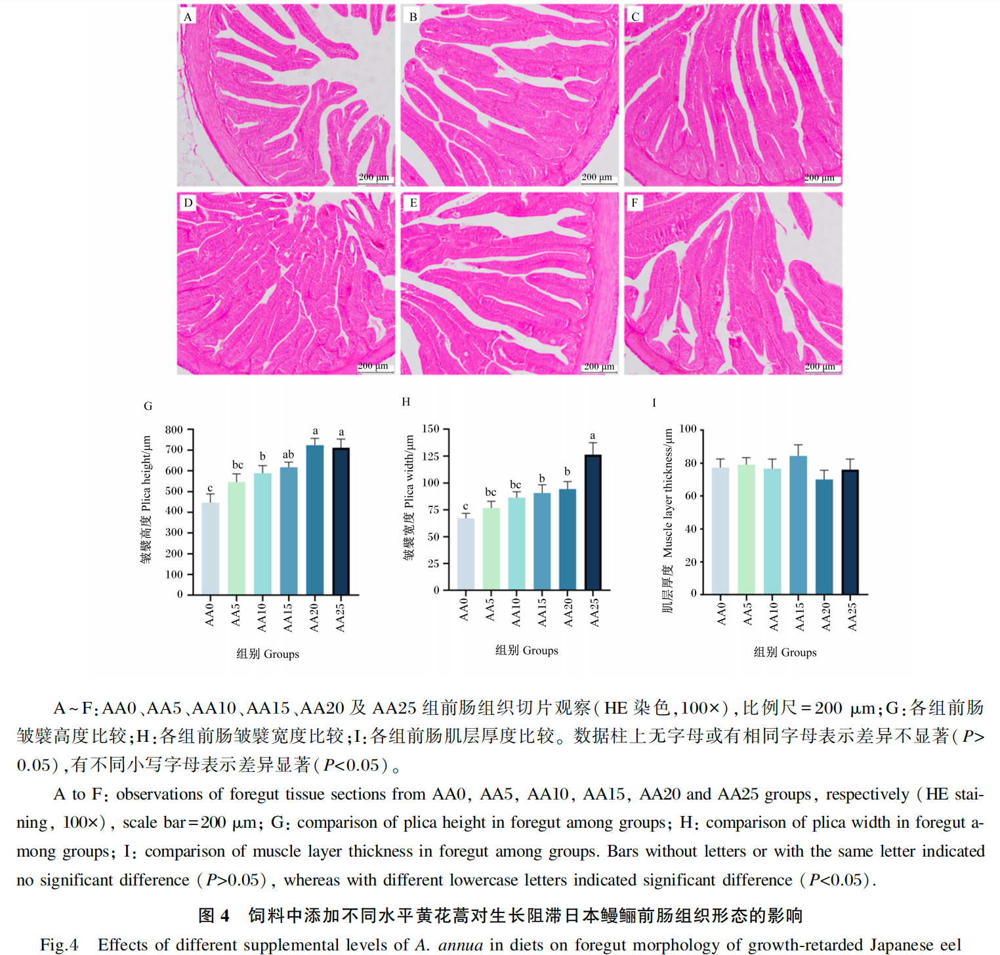 A
B
C
200 μm
200 μm
200 μm
D
E
F
200 μm
200 μm
200 μm
G
皱襞高度 Plica height/μm
800
700
600
500
400
300
200
100
0
c
bc
b
ab
a
a
AA0
AA5
AA10
AA15
AA20
AA25
组别 Groups
H
皱襞宽度 Plica width/μm
150
125
100
75
50
25
0
c
bc
bc
b
b
a
AA0
AA5
AA10
AA15
AA20
AA25
组别 Groups
I
肌层厚度 Muscle layer thickness/μm
100
80
60
40
20
0
AA0
AA5
AA10
AA15
AA20
AA25
组别 Groups
A~F:AA0、AA5、AA10、AA15、AA20 及 AA25 组前肠组织切片观察(HE 染色,100×),比例尺=200 μm;G:各组前肠
皱襞高度比较;H:各组前肠皱襞宽度比较;I:各组前肠肌层厚度比较。数据柱上无字母或有相同字母表示差异不显著(P>
0.05),有不同小写字母表示差异显著(P<0.05)。
A to F: observations of foregut tissue sections from AA0, AA5, AA10, AA15, AA20 and AA25 groups, respectively (HE stai-
ning, 100×), scale bar=200 μm; G: comparison of plica height in foregut among groups; H: comparison of plica width in foregut a-
mong groups; I: comparison of muscle layer thickness in foregut among groups. Bars without letters or with the same letter indicated
no significant difference (P>0.05), whereas with different lowercase letters indicated significant difference (P<0.05).
图 4 饲料中添加不同水平黄花蒿对生长阻滞日本鳗鲡前肠组织形态的影响
Fig.4 Effects of different supplemental levels of A. annua in diets on foregut morphology of growth-retarded Japanese eel